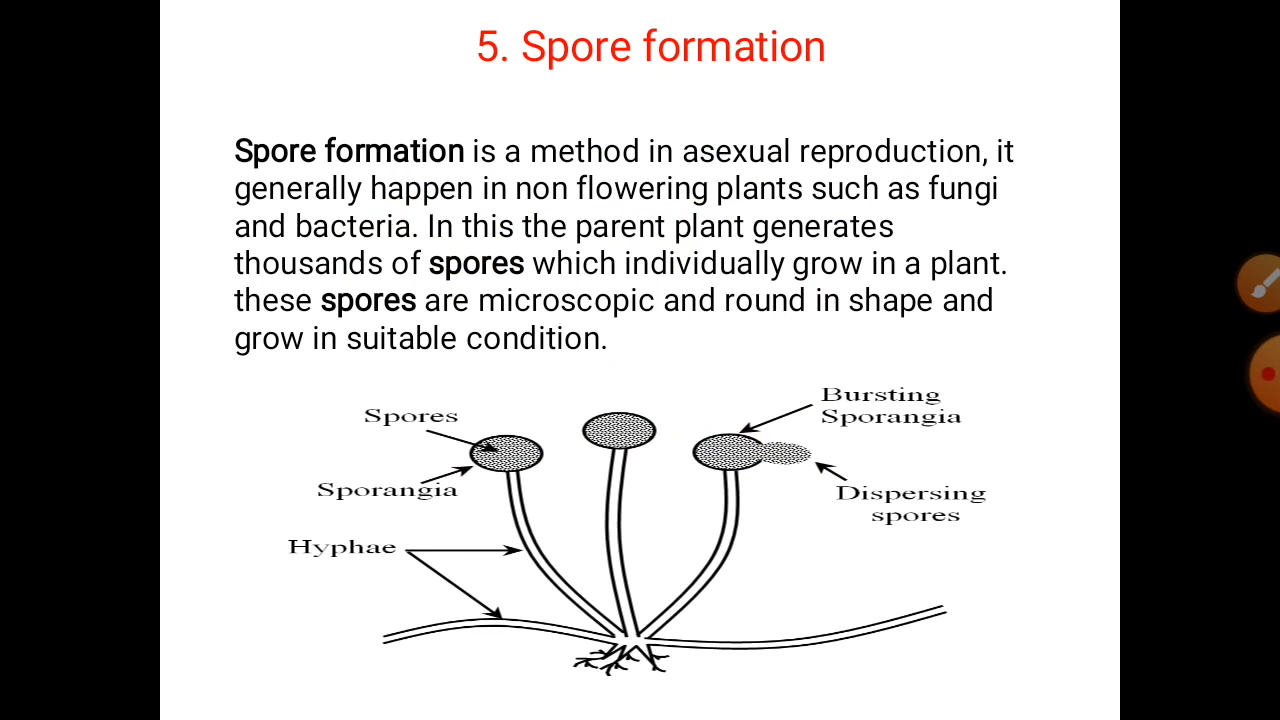 5. Spore formation
Spore formation is a method in asexual reproduction, it
generally happen in non flowering plants such as fungi
and bacteria. In this the parent plant generates
thousands of spores which individually grow in a plant.
these spores are microscopic and round in shape and
grow in suitable condition.
Spores
Sporangia
Hyphae
Bursting
Sporangia
Dispersing
spores